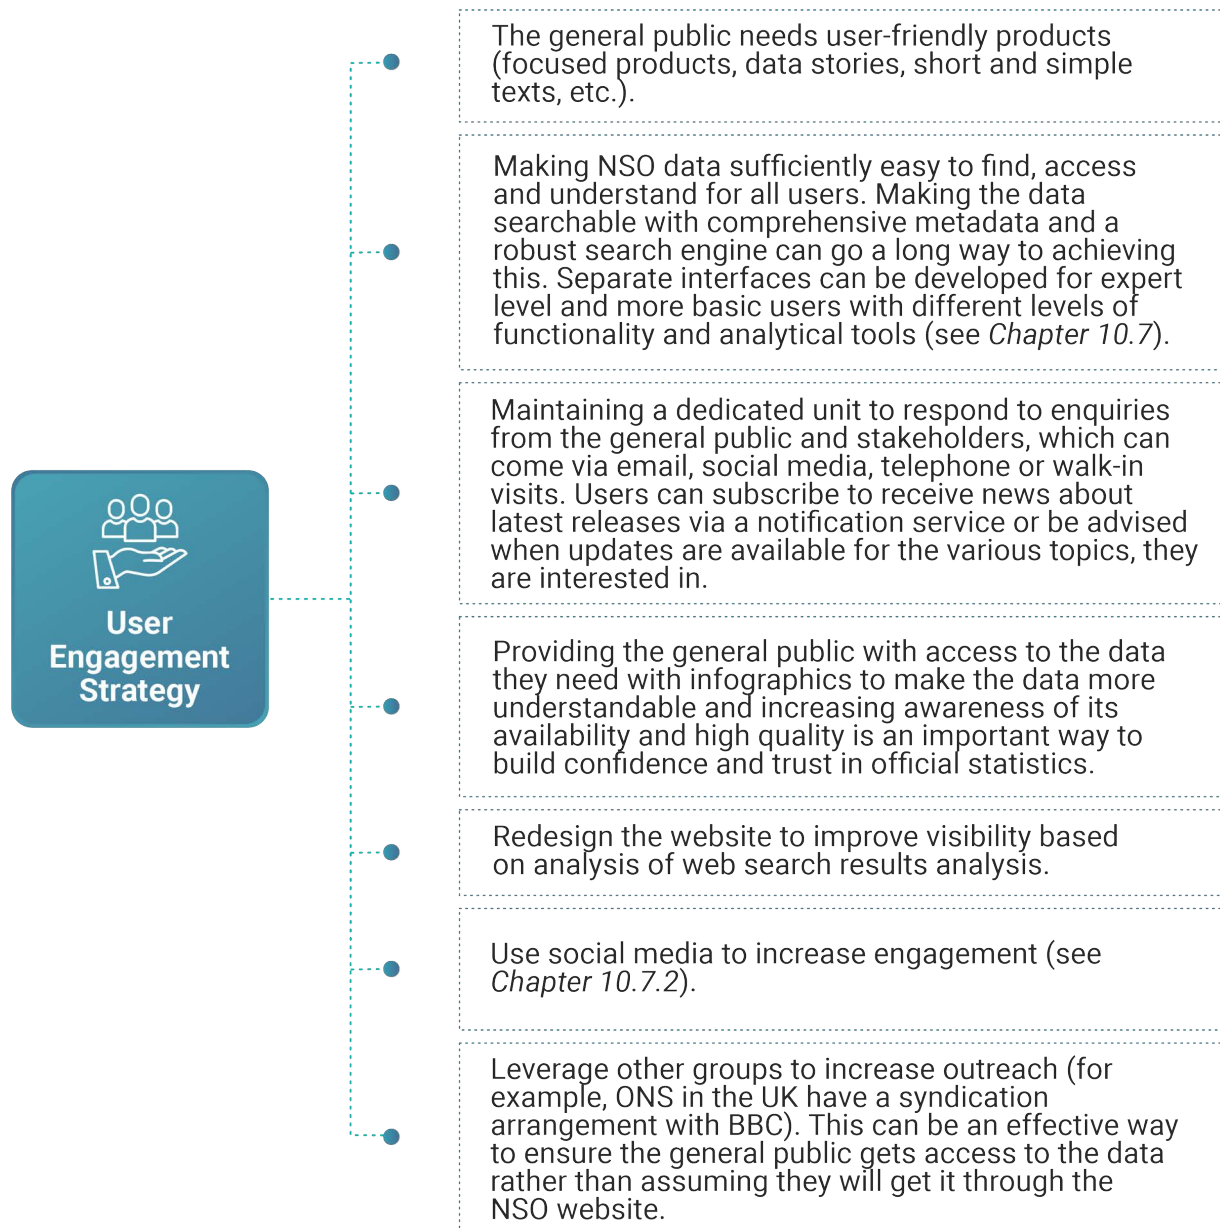 The general public needs user-friendly products
(focused products, data stories, short and simple
texts, etc.).
Making NSO data sufficiently easy to find, access
and understand for all users. Making the data
searchable with comprehensive metadata and a
robust search engine can go a long way to achieving
this. Separate interfaces can be developed for expert
level and more basic users with different levels of
functionality and analytical tools (see Chapter 10.7).
Maintaining a dedicated unit to respond to enquiries
from the general public and stakeholders, which can
come via email, social media, telephone or walk-in
visits. Users can subscribe to receive news about
latest releases via a notification service or be advised
when updates are available for the various topics, they
are interested in.
User
Engagement
Strategy
Providing the general public with access to the data
they need with infographics to make the data more
understandable and increasing awareness of its
availability and high quality is an important way to
build confidence and trust in official statistics.
Redesign the website to improve visibility based
on analysis of web search results analysis.
Use social media to increase engagement (see
Chapter 10.7.2).
Leverage other groups to increase outreach (for
example, ONS in the UK have a syndication
arrangement with BBC). This can be an effective way
to ensure the general public gets access to the data
rather than assuming they will get it through the
NSO website.